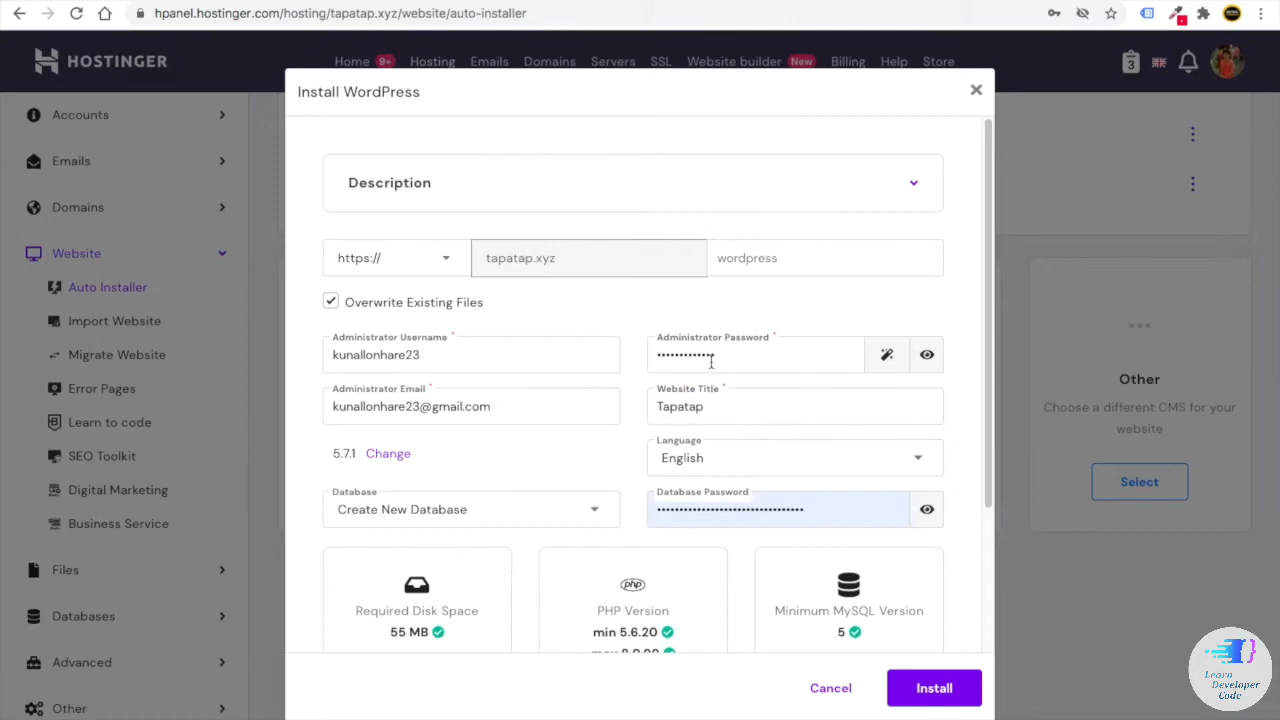 hpanel.hostinger.com/hosting/tapatap.xyz/website/auto-installer
HOSTINGER
Home 9+ Hosting Emails Domains Servers SSL Website builder New Billing Help Store
3
Accounts
Emails
Domains
Website
Auto Installer
Import Website
Migrate Website
Error Pages
Learn to code
SEO Toolkit
Digital Marketing
Business Service
Files
Databases
Advanced
Other
Install WordPress
Description
https:// tapatap.xyz wordpress
Overwrite Existing Files
Administrator Username *
kunallonhare23
Administrator Password *
Administrator Email *
kunallonhare23@gmail.com
Website Title *
Tapatap
5.7.1 Change
Language
English
Database
Create New Database
Database Password
Required Disk Space
55 MB
php
PHP Version
min 5.6.20
Minimum MySQL Version
5
Cancel
Install
Other
Choose a different CMS for your
website
Select
Learn
Developer
Code